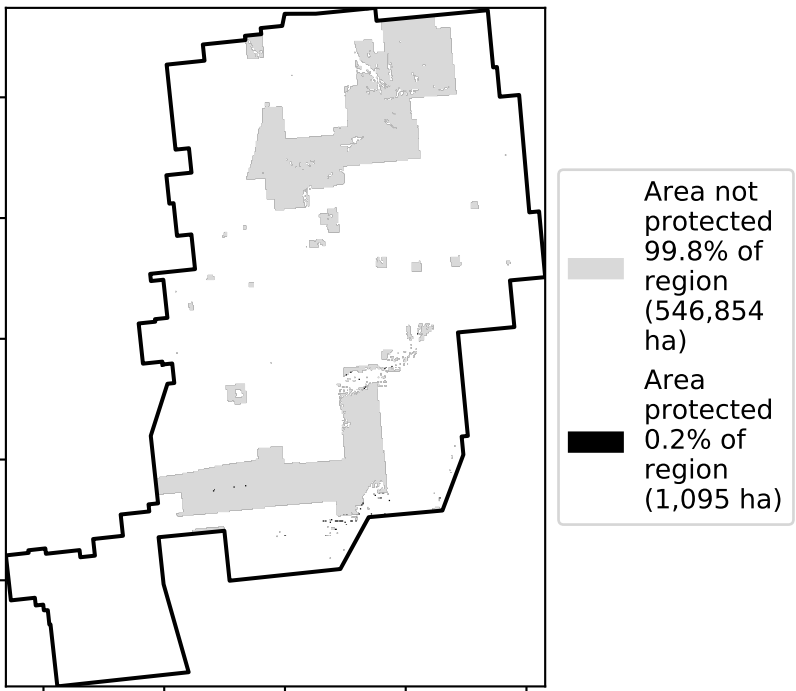 Area not
protected
99.8% of
region
(546,854
ha)
Area
protected
0.2% of
region
(1,095 ha)